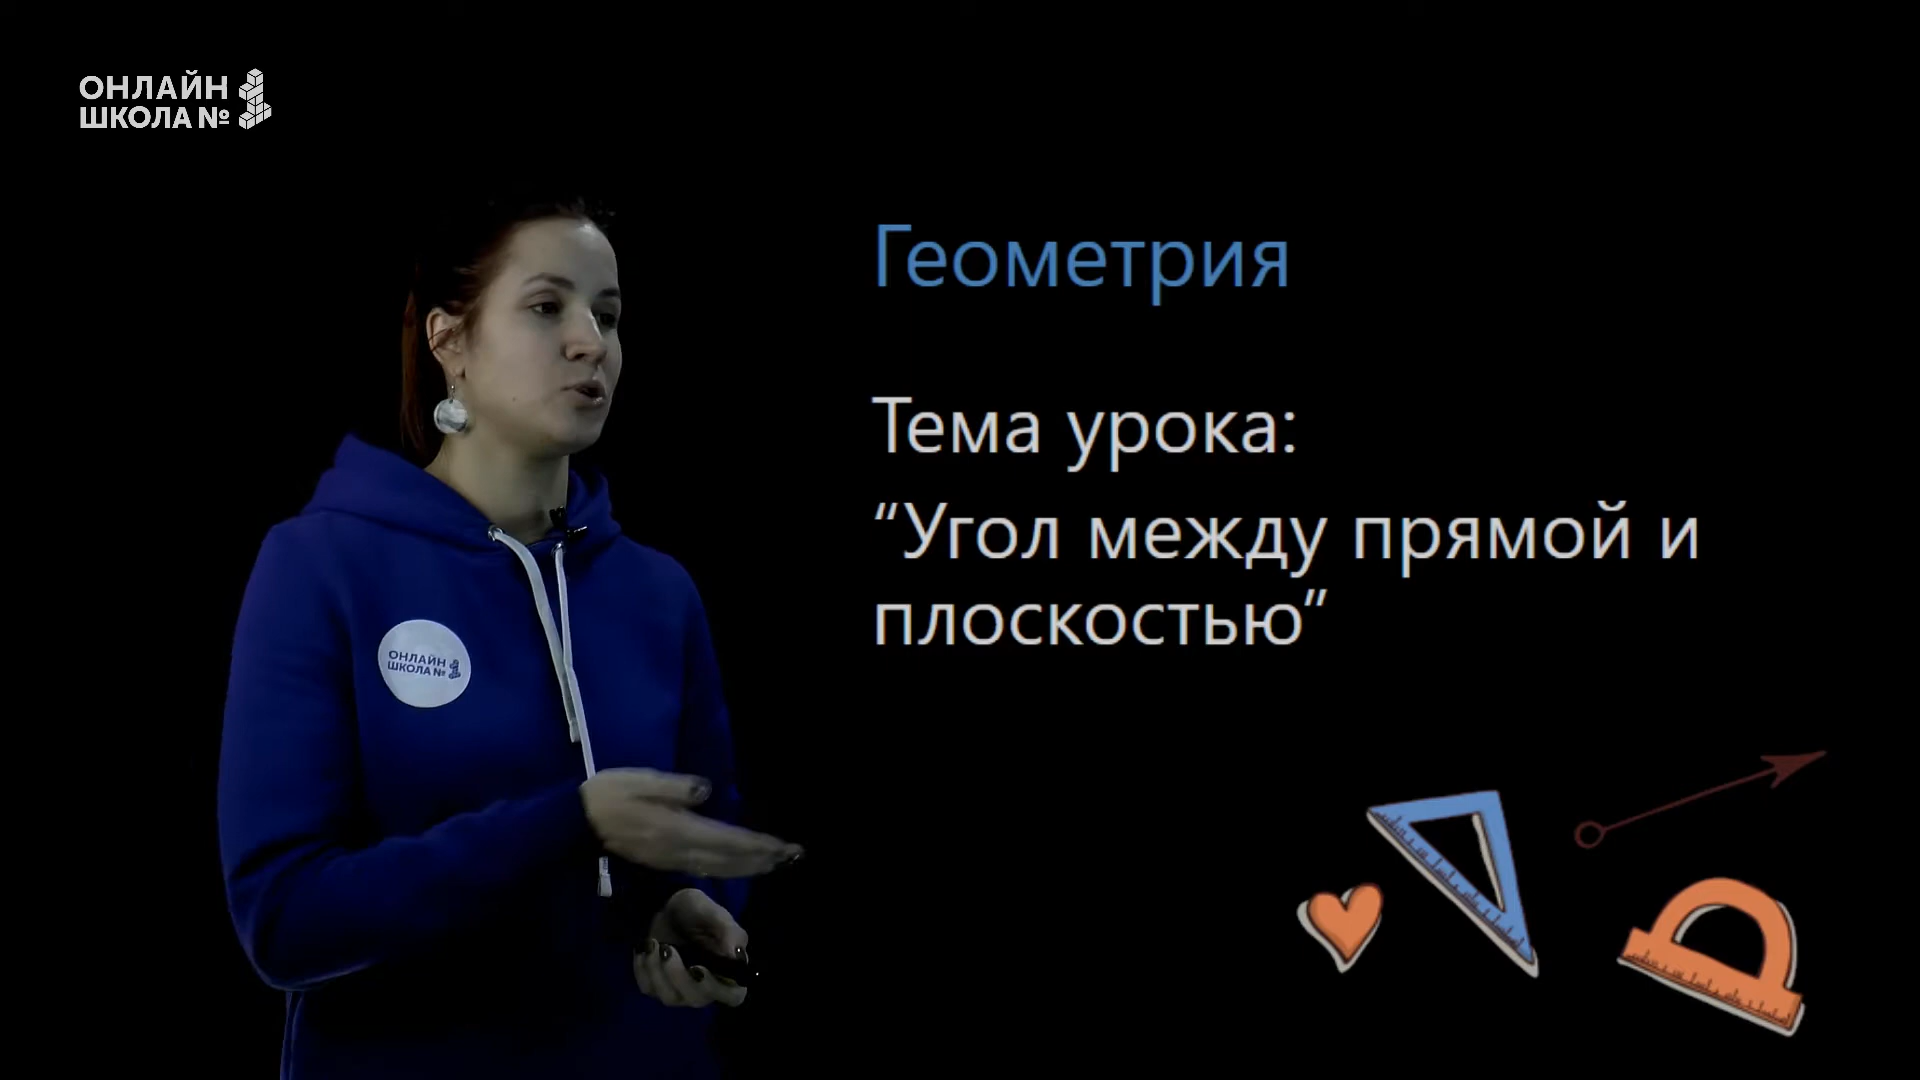 ОНЛАЙН
ШКОЛА №
Геометрия
Тема урока:
“Угол между прямой и
плоскостью”
ОНЛАЙН
ШКОЛА №